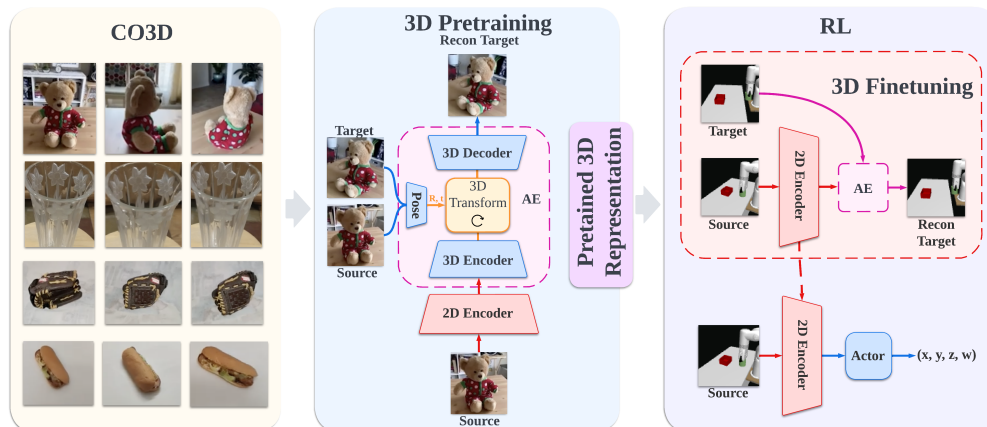 CO3D
3D Pretraining
Recon Target
Target
Source
Pose
R, t
3D Decoder
3D
Transform
3D Encoder
AE
2D Encoder
Source
Pretained 3D
Representation
RL
3D Finetuning
Target
Source
2D Encoder
AE
Recon
Target
Source
2D Encoder
Actor
(x, y, z, w)